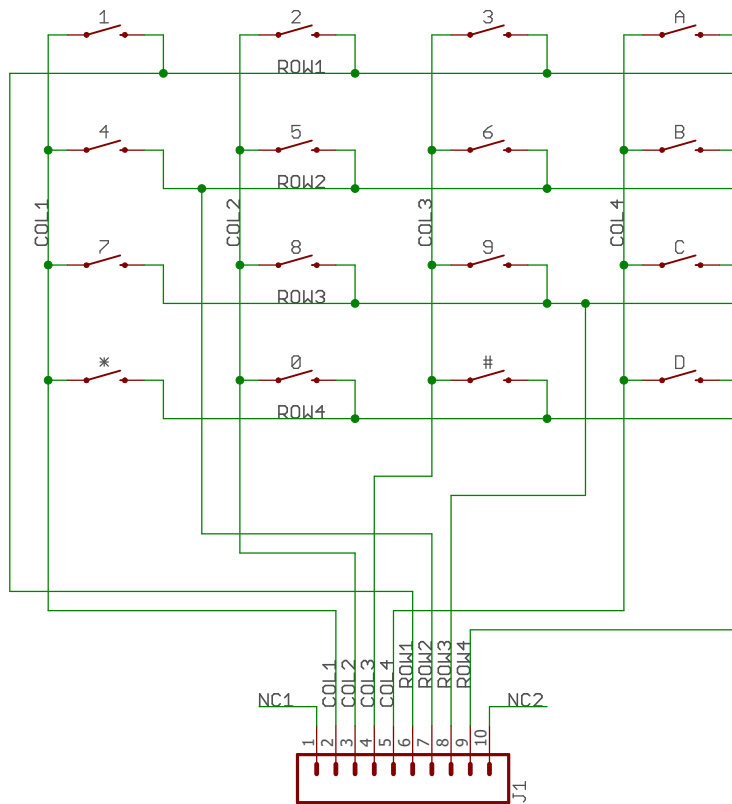 1 2 3 A
ROW1
4 5 6 B
ROW2
COL1 COL2 COL3 COL4
7 8 9 C
ROW3
* 0 # D
ROW4
COL1 COL2 COL3 COL4 ROW1 ROW2 ROW3 ROW4
NC1 NC2
1 2 3 4 5 6 7 8 9 10
J1